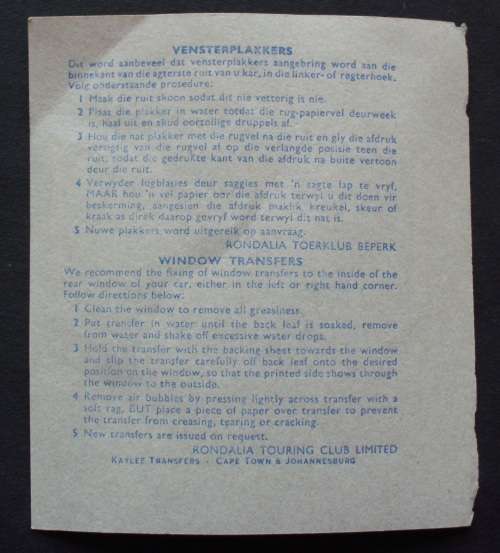 VENSTERPLAKKERS
Dit word aanbeveel dat vensterplakkers aangebring word aan die
binnekant van die agterste ruit van u kar, in die linker- of regterhoek.
Volg onderstaande prosedure:
1 Maak die ruit skoon sodat dit nie vetterig is nie.
2 Plaas die plakker in water totdat die rug-papiervel deurweek
is, haal uit en skud oortollige druppels af.
3 Hou die nat plakker met die rugvel na die ruit en gly die afdruk
versigtig van die rugvel af op die verlangde posisie teen die
ruit, sodat die gedrukte kant van die afdruk na buite vertoon
deur die ruit.
4 Verwyder lugblasies deur saggies met 'n sagte lap te vryf,
MAAR hou 'n vel papier oor die afdruk terwyl u dit doen vir
beskerming, aangesien die afdruk maklik kreukel, skeur of
kraak as direk daarop gevryf word terwyl dit nat is.
5 Nuwe plakkers word uitgereik op aanvraag.
RONDALIA TOERKLUB BEPERK
WINDOW TRANSFERS
We recommend the fixing of window transfers to the inside of the
rear window of your car, either in the left or right hand corner.
Follow directions below:
1 Clean the window to remove all greasiness.
2 Put transfer in water until the back leaf is soaked, remove
from water and shake off excessive water drops.
3 Hold the transfer with the backing sheet towards the window
and slip the transfer carefully off back leaf onto the desired
position on the window, so that the printed side shows through
the window to the outside.
4 Remove air bubbles by pressing lightly across transfer with a
soft rag, BUT place a piece of paper over transfer to prevent
the transfer from creasing, tearing or cracking.
5 New transfers are issued on request.
RONDALIA TOURING CLUB LIMITED
KAYLEE TRANSFERS - CAPE TOWN & JOHANNESBURG